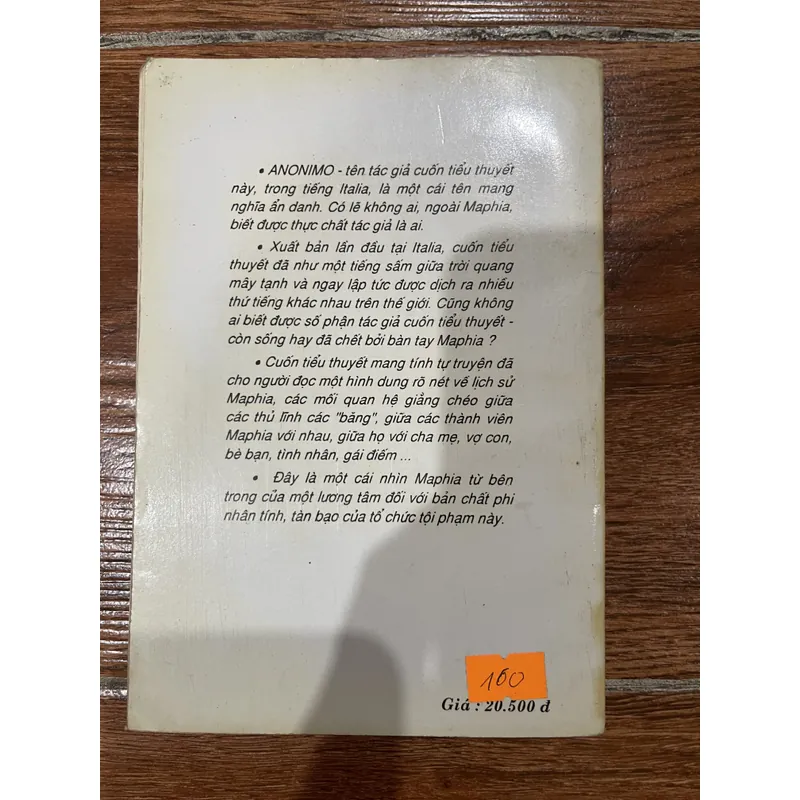 • ANONIMO - tên tác giả cuốn tiểu thuyết
này, trong tiếng Italia, là một cái tên mang
nghĩa ẩn danh. Có lẽ không ai, ngoài Maphia,
biết được thực chất tác giả là ai.
• Xuất bản lần đầu tại Italia, cuốn tiểu
thuyết đã như một tiếng sấm giữa trời quang
mây tạnh và ngay lập tức được dịch ra nhiều
thứ tiếng khác nhau trên thế giới. Cũng không
ai biết được số phận tác giả cuốn tiểu thuyết -
còn sống hay đã chết bởi bàn tay Maphia ?
• Cuốn tiểu thuyết mang tính tự truyện đã
cho người đọc một hình dung rõ nét về lịch sử
Maphia, các mối quan hệ giằng chéo giữa
các thủ lĩnh các "băng", giữa các thành viên
Maphia với nhau, giữa họ với cha mẹ, vợ con,
bè bạn, tình nhân, gái điếm ...
• Đây là một cái nhìn Maphia từ bên
trong của một lương tâm đối với bản chất phi
nhân tính, tàn bạo của tổ chức tội phạm này.
160
Giá : 20.500 đ